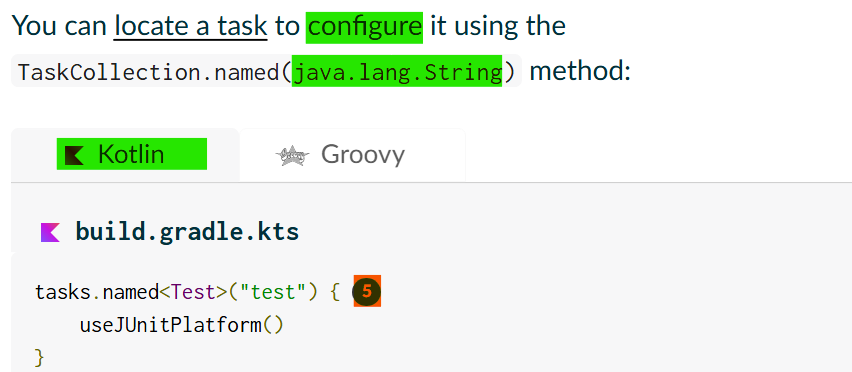 You can locate a task to configure it using the
TaskCollection.named(java.lang.String) method:
Kotlin Groovy
build.gradle.kts
tasks.named<Test>("test") { 5
    useJUnitPlatform()
}